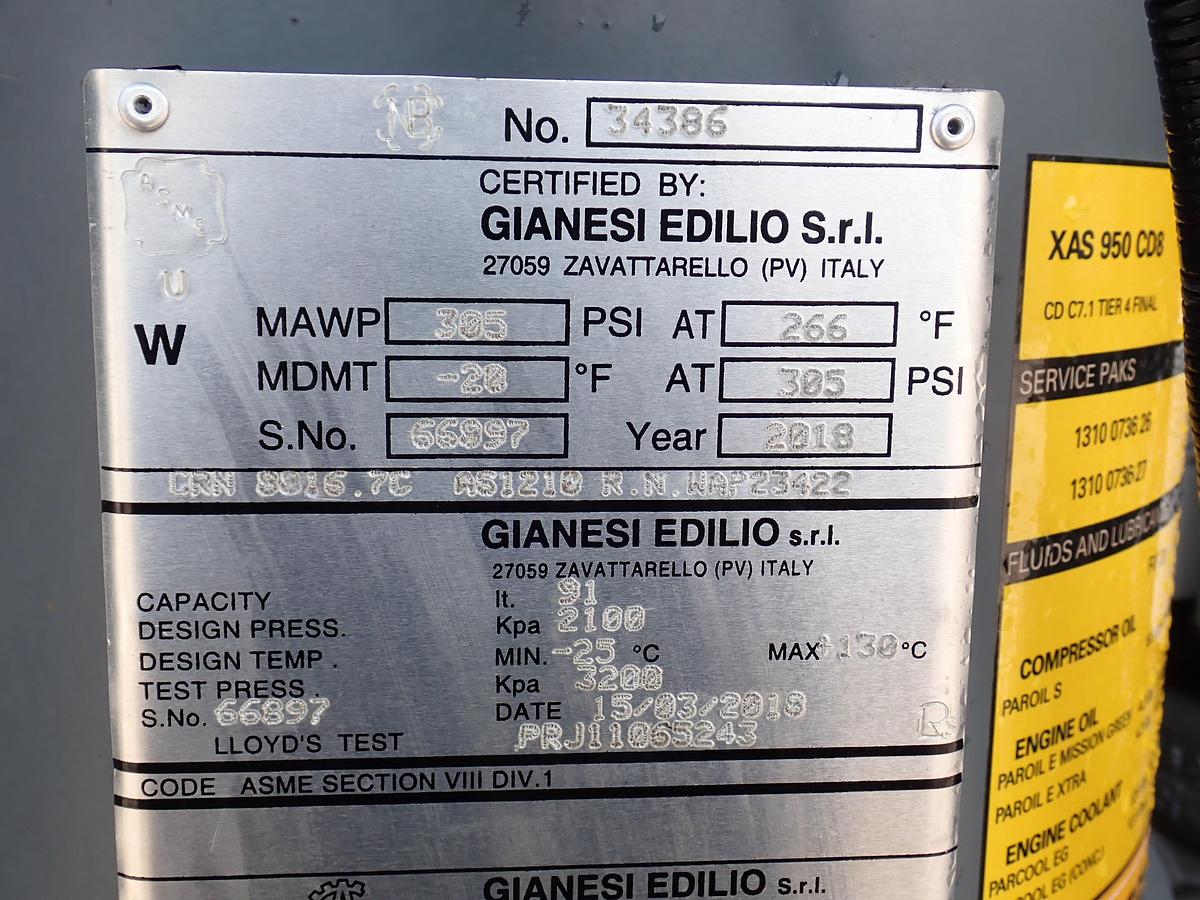 NB No. 34386
ASME
U
CERTIFIED BY:
GIANESI EDILIO S.r.l.
27059 ZAVATTARELLO (PV) ITALY
W
MAWP 305 PSI AT 266 °F
MDMT -20 °F AT 305 PSI
S.No. 66897 Year 2018
CRN 8916.7C AS1210 R.N.WAP23422
GIANESI EDILIO s.r.l.
27059 ZAVATTARELLO (PV) ITALY
CAPACITY lt. 91
DESIGN PRESS. Kpa 2100
DESIGN TEMP. MIN. -25 °C MAX +130 °C
TEST PRESS. Kpa 3200
S.No. 66897 DATE 15/03/2018
LLOYD'S TEST PRJ11065243
CODE ASME SECTION VIII DIV.1
GIANESI EDILIO S.r.l.
XAS 950 CD8
CD C7.1 TIER 4 FINAL
SERVICE PAKS
1310 0736 26
1310 0736 27
FLUIDS AND LUBRICANTS
COMPRESSOR OIL
PAROIL S
ENGINE OIL
PAROIL E MISSION GREEN
PAROIL E XTRA
ENGINE COOLANT
PARCOOL EG
COOL EG (CONC.)